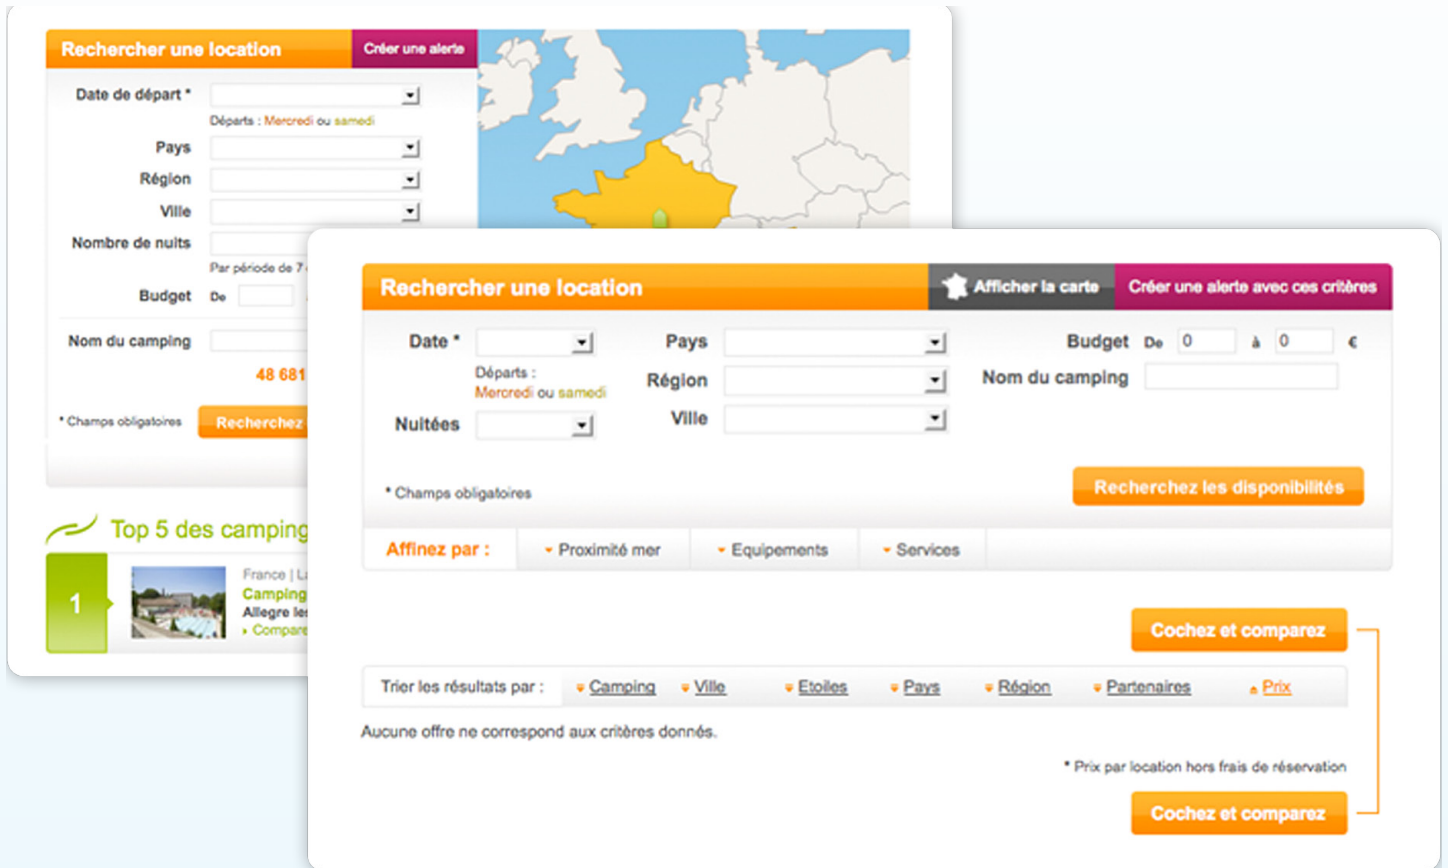 Rechercher une location
Créer une alerte
Date de départ *
Départs : Mercredi ou samedi
Pays
Région
Ville
Nombre de nuits
Par période de 7
Budget De
Nom du camping
48 681
* Champs obligatoires
Recherchez
Top 5 des camping
1
France |
Camping
Allegre les
Compare
Rechercher une location
Afficher la carte
Créer une alerte avec ces critères
Date *
Départs :
Mercredi ou samedi
Nuitées
Pays
Région
Ville
Budget De 0 à 0 €
Nom du camping
* Champs obligatoires
Recherchez les disponibilités
Affinez par : Proximité mer Equipements Services
Cochez et comparez
Trier les résultats par : Camping Ville Etoiles Pays Région Partenaires Prix
Aucune offre ne correspond aux critères donnés.
* Prix par location hors frais de réservation
Cochez et comparez